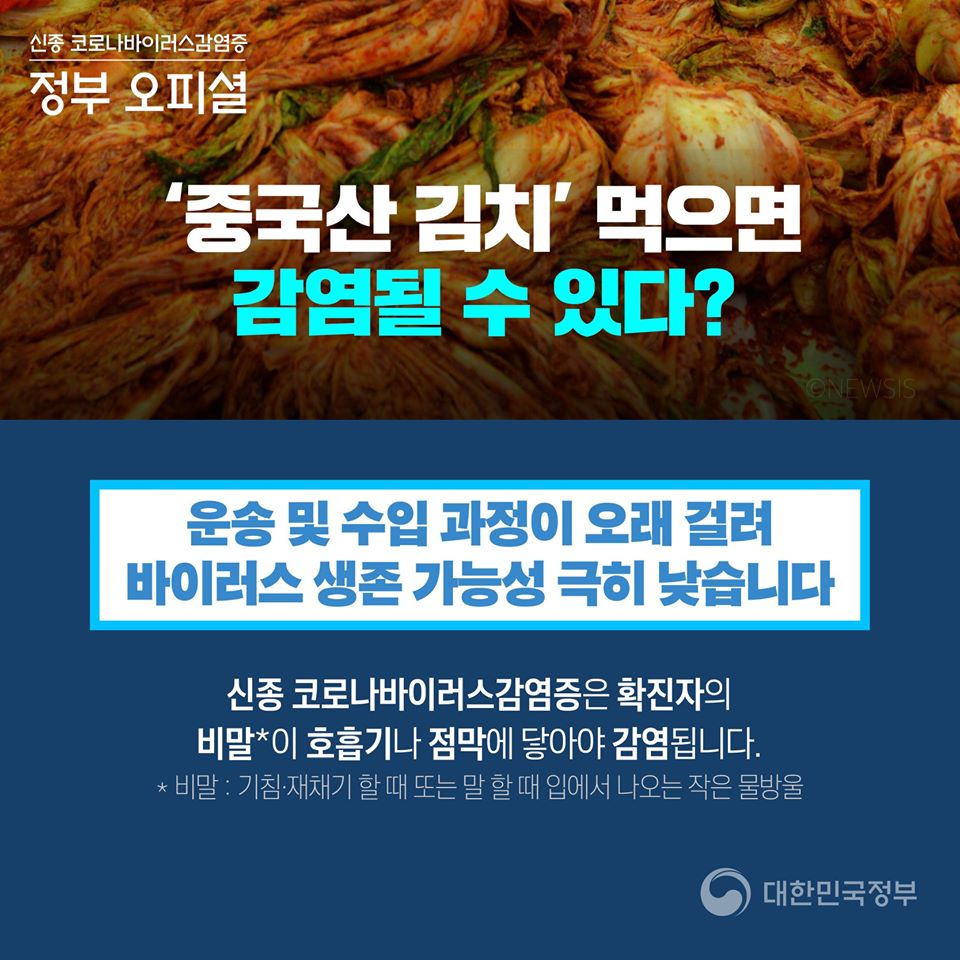 신종 코로나바이러스감염증
정부 오피셜
‘중국산 김치’ 먹으면
감염될 수 있다?
©NEWSIS
운송 및 수입 과정이 오래 걸려
바이러스 생존 가능성 극히 낮습니다
신종 코로나바이러스감염증은 확진자의
비말*이 호흡기나 점막에 닿아야 감염됩니다.
* 비말 : 기침·재채기 할 때 또는 말 할 때 입에서 나오는 작은 물방울
대한민국정부